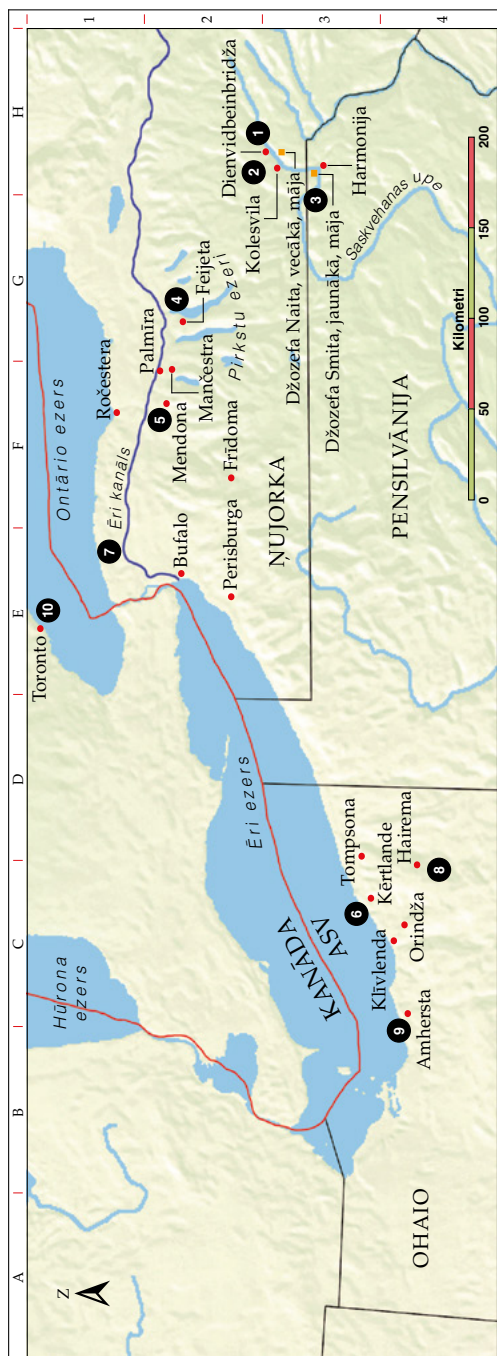 A
B
C
D
E
F
G
H
1
2
3
4
Z
Hūrona
ezers
Toronto
10
Ontārio ezers
7
Ēri kanāls
Ročestera
Palmīra
Mančestra
5
Mendona
4
Feijeta
Pirkstu ezeri
Frīdoma
Bufalo
Perisburga
ŅUJORKA
Ēri ezers
KANĀDA
ASV
1
Dienvidbeinbridža
2
Kolesvila
Džozefa Naita, vecākā, māja
3
Džozefa Smita, jaunākā, māja
Harmonija
Saskvehanas upe
PENSILVĀNIJA
6
Tompsona
Kērtlande
Hairema
8
Klīvlenda
Orindža
9
Amhersta
OHAIO
Kilometri
0
50
100
150
200